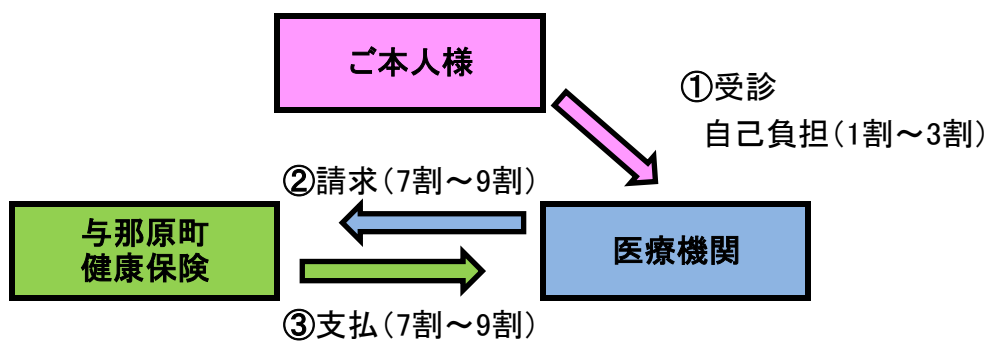 ご本人様
①受診
自己負担(1割～3割)
②請求(7割～9割)
与那原町
健康保険
医療機関
③支払(7割～9割)